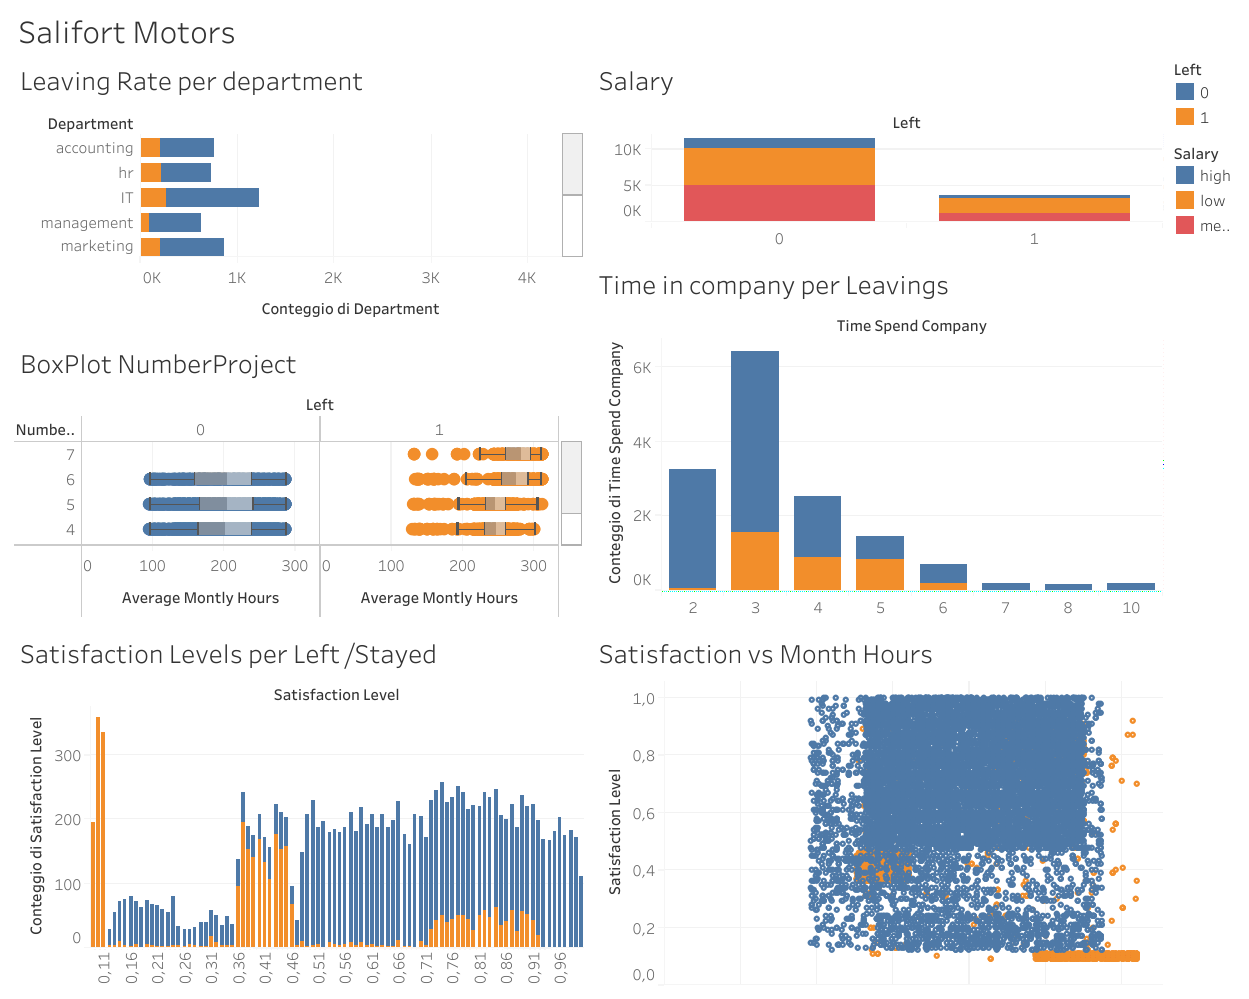 Salifort Motors
Leaving Rate per department
Department
accounting
hr
IT
management
marketing
0K 1K 2K 3K 4K
Conteggio di Department
Salary
Left
10K
5K
0K
0 1
Left
0
1
Salary
high
low
me..
Time in company per Leavings
Time Spend Company
Conteggio di Time Spend Company
6K
4K
2K
0K
2 3 4 5 6 7 8 10
BoxPlot NumberProject
Left
Numbe.. 0 1
7
6
5
4
0 100 200 300 0 100 200 300
Average Montly Hours Average Montly Hours
Satisfaction Levels per Left /Stayed
Satisfaction Level
Conteggio di Satisfaction Level
300
200
100
0
0,11 0,16 0,21 0,26 0,31 0,36 0,41 0,46 0,51 0,56 0,61 0,66 0,71 0,76 0,81 0,86 0,91 0,96
Satisfaction vs Month Hours
Satisfaction Level
1,0
0,8
0,6
0,4
0,2
0,0